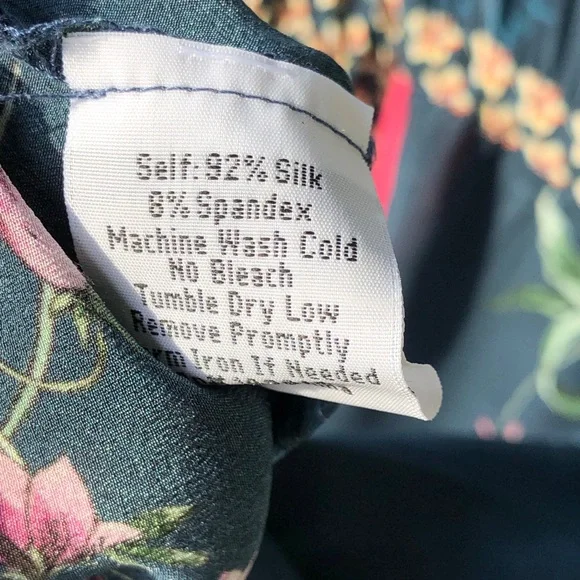 Self: 92% Silk
8% Spandex
Machine Wash Cold
No Bleach
Tumble Dry Low
Remove Promptly
Iron If Needed